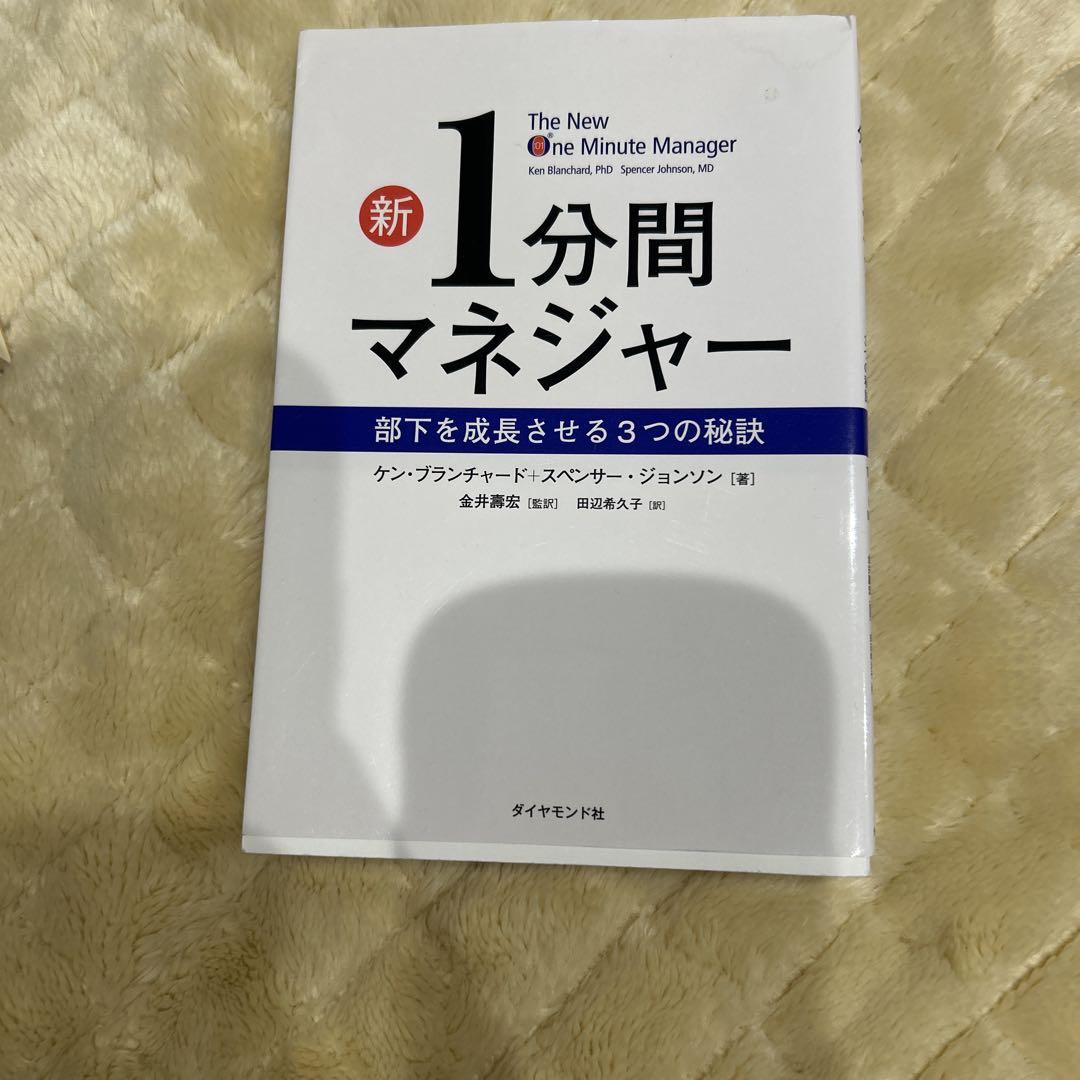 The New
One Minute Manager
Ken Blanchard, PhD Spencer Johnson, MD
新
1分間
マネジャー
部下を成長させる3つの秘訣
ケン・ブランチャード+スペンサー・ジョンソン [著]
金井壽宏 [監訳] 田辺希久子 [訳]
ダイヤモンド社